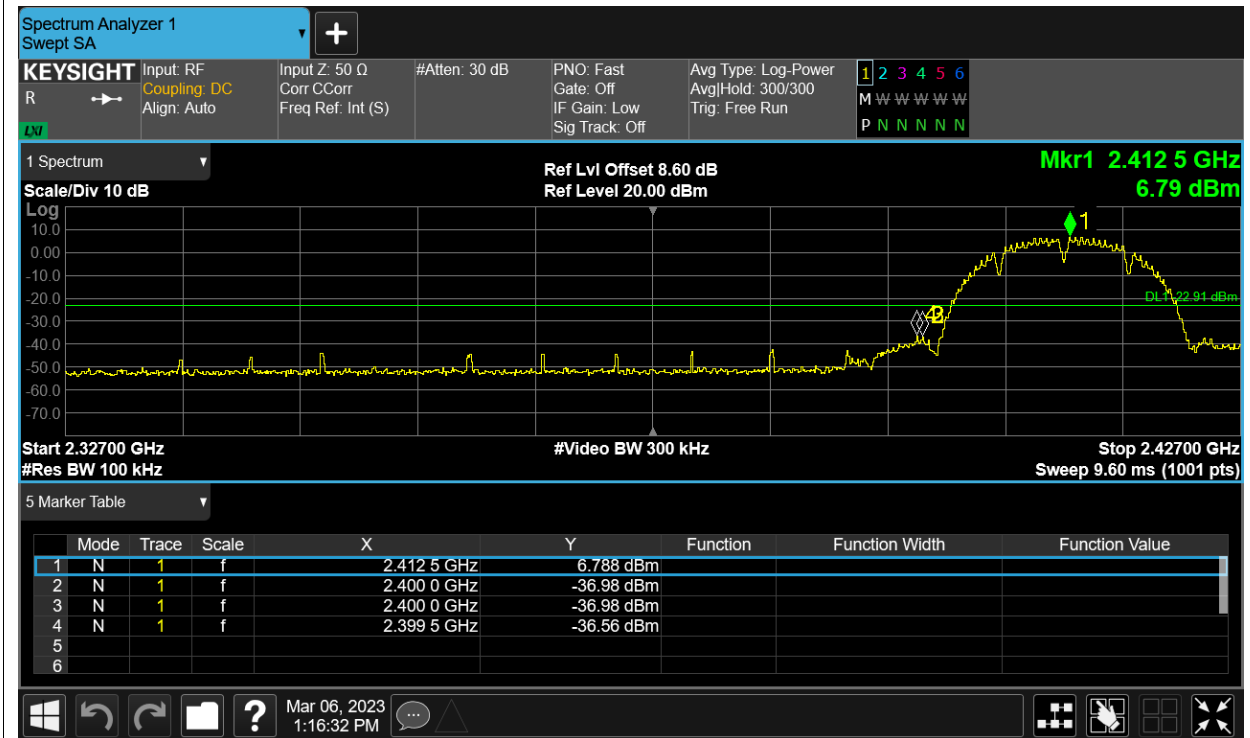 Spectrum Analyzer 1
Swept SA
KEYSIGHT
R
LXI
Input: RF
Coupling: DC
Align: Auto
Input Z: 50 Ω
Corr CCorr
Freq Ref: Int (S)
#Atten: 30 dB
PNO: Fast
Gate: Off
IF Gain: Low
Sig Track: Off
Avg Type: Log-Power
Avg|Hold: 300/300
Trig: Free Run
1 2 3 4 5 6
M W W W W W
P N N N N N
1 Spectrum
Scale/Div 10 dB
Ref Lvl Offset 8.60 dB
Ref Level 20.00 dBm
Mkr1 2.412 5 GHz
6.79 dBm
Log
10.0
0.00
-10.0
-20.0
-30.0
-40.0
-50.0
-60.0
-70.0
1
DL1 -22.91 dBm
Start 2.32700 GHz
#Video BW 300 kHz
Stop 2.42700 GHz
#Res BW 100 kHz
Sweep 9.60 ms (1001 pts)
5 Marker Table
Mode Trace Scale X Y Function Function Width Function Value
1 N 1 f 2.412 5 GHz 6.788 dBm
2 N 1 f 2.400 0 GHz -36.98 dBm
3 N 1 f 2.400 0 GHz -36.98 dBm
4 N 1 f 2.399 5 GHz -36.56 dBm
5
6
?
Mar 06, 2023
1:16:32 PM